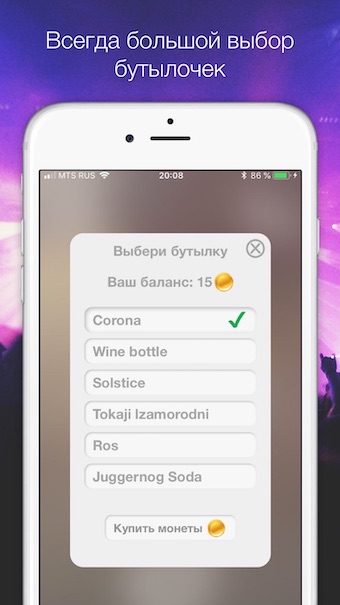 Всегда большой выбор
бутылочек
MTS RUS 20:08 86 %
Выбери бутылку
Ваш баланс: 15
Corona
Wine bottle
Solstice
Tokaji Izamorodni
Ros
Juggernog Soda
Купить монеты